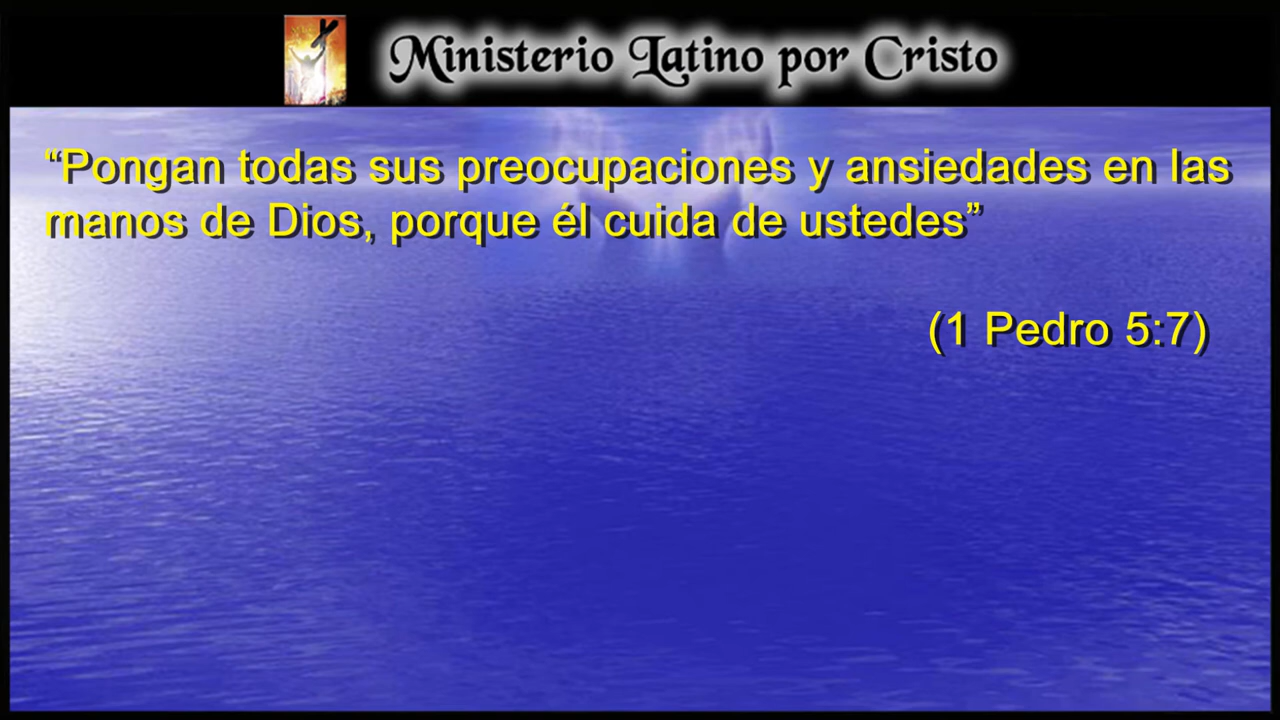 Ministerio Latino por Cristo
“Pongan todas sus preocupaciones y ansiedades en las
manos de Dios, porque él cuida de ustedes”
(1 Pedro 5:7)